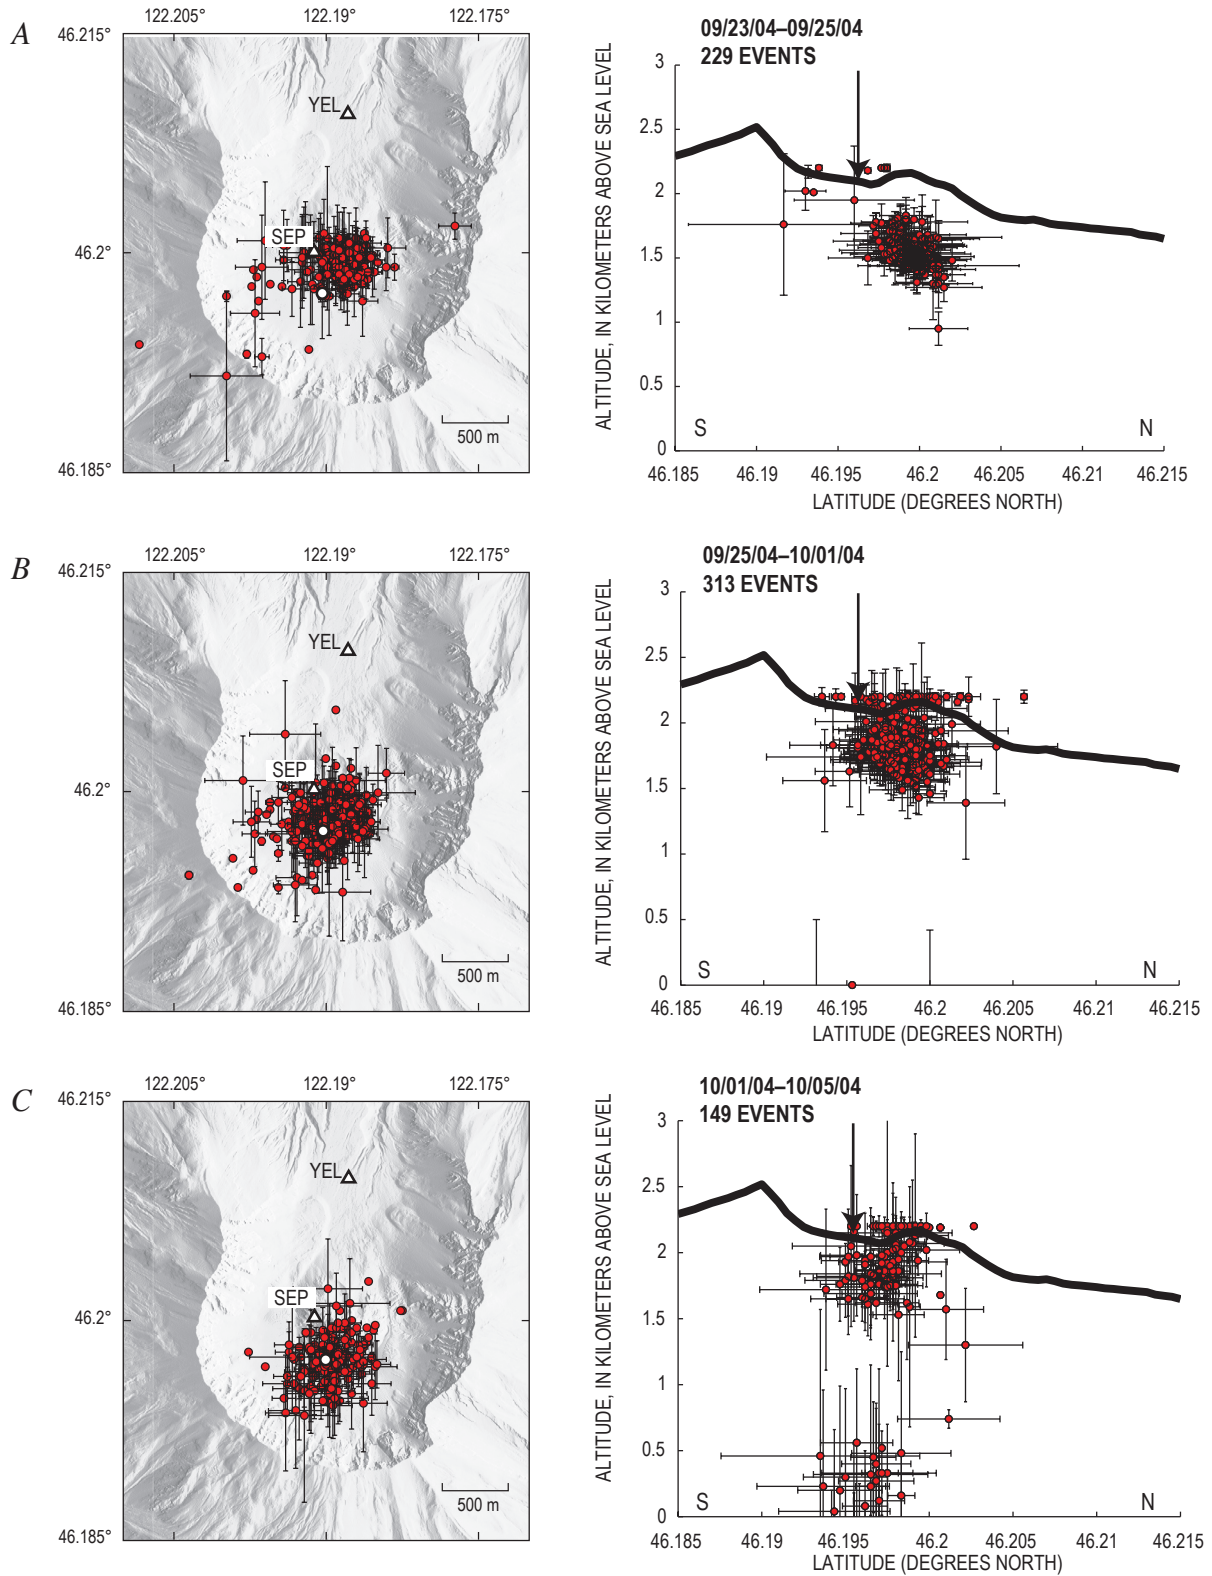 A
122.205° 122.19° 122.175°
46.215°
46.2°
46.185°
YEL
SEP
500 m
09/23/04–09/25/04
229 EVENTS
ALTITUDE, IN KILOMETERS ABOVE SEA LEVEL
3
2.5
2
1.5
1
0.5
0
S N
46.185 46.19 46.195 46.2 46.205 46.21 46.215
LATITUDE (DEGREES NORTH)
B
122.205° 122.19° 122.175°
46.215°
46.2°
46.185°
YEL
SEP
500 m
09/25/04–10/01/04
313 EVENTS
ALTITUDE, IN KILOMETERS ABOVE SEA LEVEL
3
2.5
2
1.5
1
0.5
0
S N
46.185 46.19 46.195 46.2 46.205 46.21 46.215
LATITUDE (DEGREES NORTH)
C
122.205° 122.19° 122.175°
46.215°
46.2°
46.185°
YEL
SEP
500 m
10/01/04–10/05/04
149 EVENTS
ALTITUDE, IN KILOMETERS ABOVE SEA LEVEL
3
2.5
2
1.5
1
0.5
0
S N
46.185 46.19 46.195 46.2 46.205 46.21 46.215
LATITUDE (DEGREES NORTH)